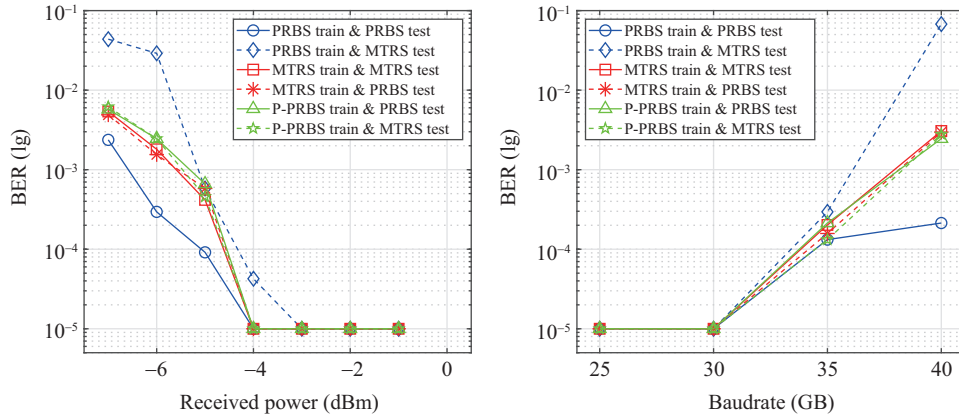 10⁻¹
10⁻²
10⁻³
10⁻⁴
10⁻⁵
BER (lg)
−6
−4
−2
0
Received power (dBm)
PRBS train & PRBS test
PRBS train & MTRS test
MTRS train & MTRS test
MTRS train & PRBS test
P-PRBS train & PRBS test
P-PRBS train & MTRS test
10⁻¹
10⁻²
10⁻³
10⁻⁴
10⁻⁵
BER (lg)
25
30
35
40
Baudrate (GB)
PRBS train & PRBS test
PRBS train & MTRS test
MTRS train & MTRS test
MTRS train & PRBS test
P-PRBS train & PRBS test
P-PRBS train & MTRS test